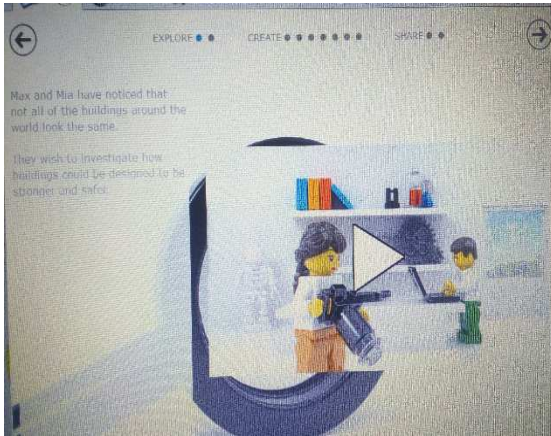 EXPLORE CREATE SHARE
Max and Mia have noticed that
not all of the buildings around the
world look the same.
They wish to investigate how
buildings could be designed to be
stronger and safer.